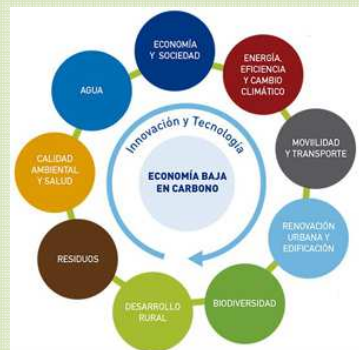 ECONOMÍA
Y SOCIEDAD
ENERGÍA,
EFICIENCIA
Y CAMBIO
CLIMÁTICO
MOVILIDAD
Y TRANSPORTE
RENOVACIÓN
URBANA Y
EDIFICACIÓN
BIODIVERSIDAD
DESARROLLO
RURAL
RESIDUOS
CALIDAD
AMBIENTAL
Y SALUD
AGUA
Innovación y Tecnología
ECONOMÍA BAJA
EN CARBONO